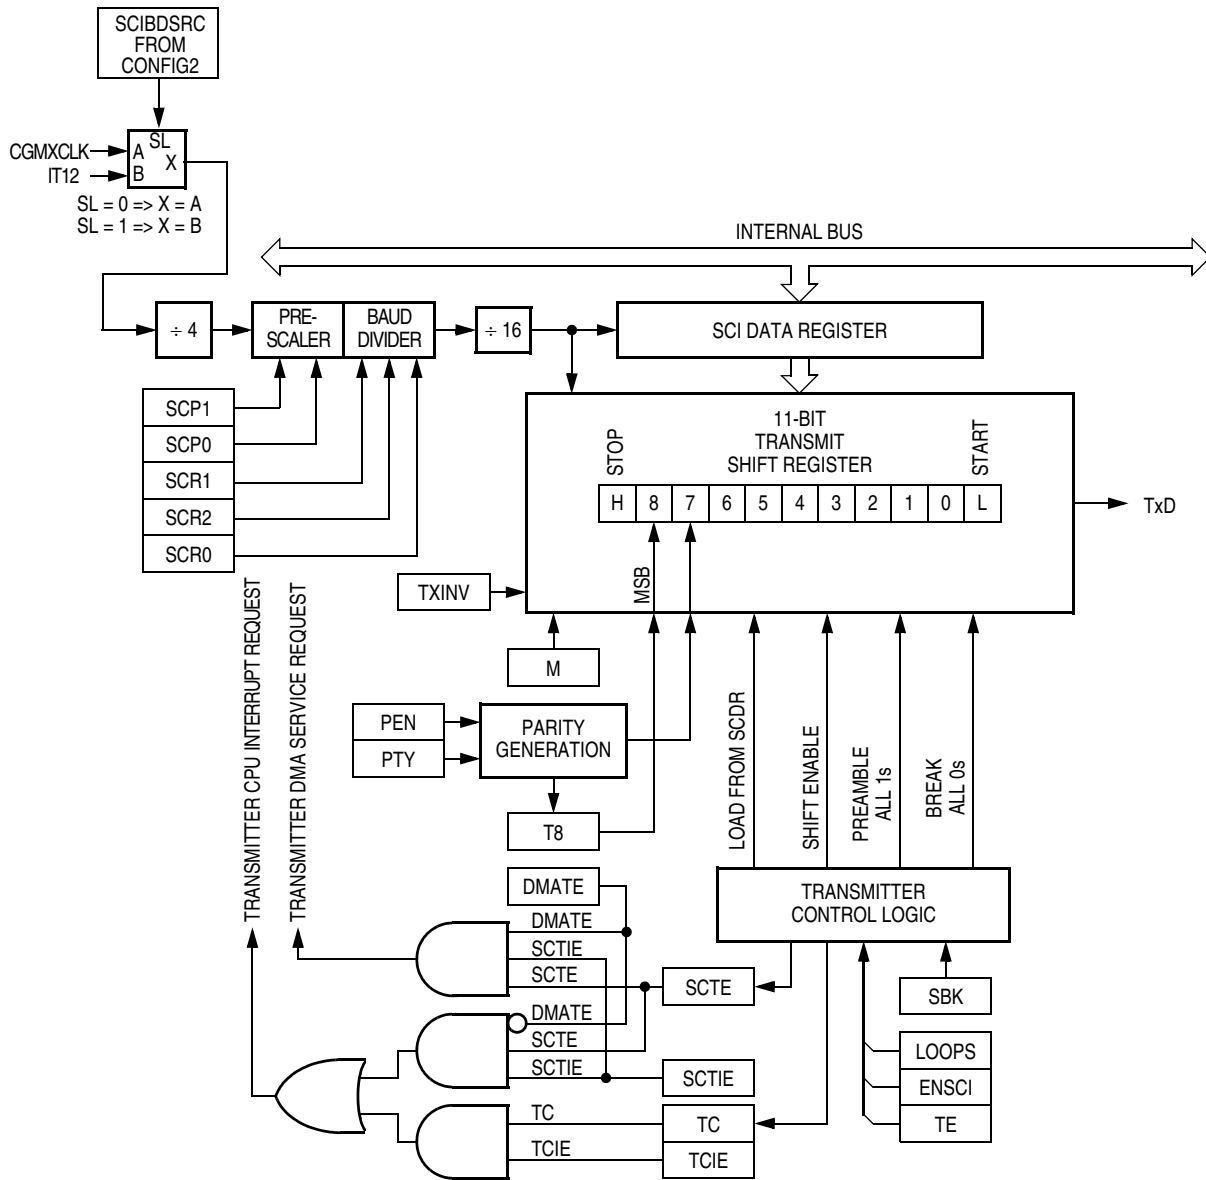 SCIBDSRC
FROM
CONFIG2
SL
CGMXCLK
A
X
IT12
B
SL = 0 => X = A
SL = 1 => X = B
INTERNAL BUS
÷ 4
PRE-
SCALER
BAUD
DIVIDER
÷ 16
SCI DATA REGISTER
SCP1
SCP0
SCR1
SCR2
SCR0
11-BIT
TRANSMIT
SHIFT REGISTER
STOP
START
H 8 7 6 5 4 3 2 1 0 L
TxD
MSB
TXINV
M
PEN
PTY
PARITY
GENERATION
T8
TRANSMITTER CPU INTERRUPT REQUEST
TRANSMITTER DMA SERVICE REQUEST
LOAD FROM SCDR
SHIFT ENABLE
PREAMBLE
ALL 1s
BREAK
ALL 0s
TRANSMITTER
CONTROL LOGIC
DMATE
DMATE
SCTIE
SCTE
SCTE
SBK
DMATE
SCTE
SCTIE
SCTIE
LOOPS
ENSCI
TE
TC
TC
TCIE
TCIE